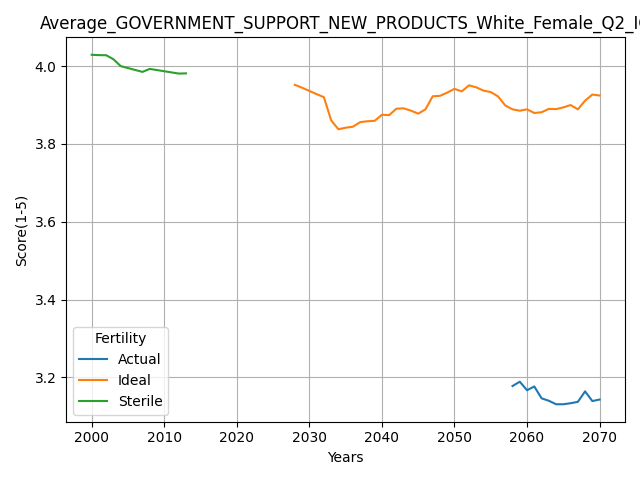 Average_GOVERNMENT_SUPPORT_NEW_PRODUCTS_White_Female_Q2_I
4.0
3.8
3.6
3.4
3.2
Score(1-5)
Fertility
Actual
Ideal
Sterile
2000 2010 2020 2030 2040 2050 2060 2070
Years